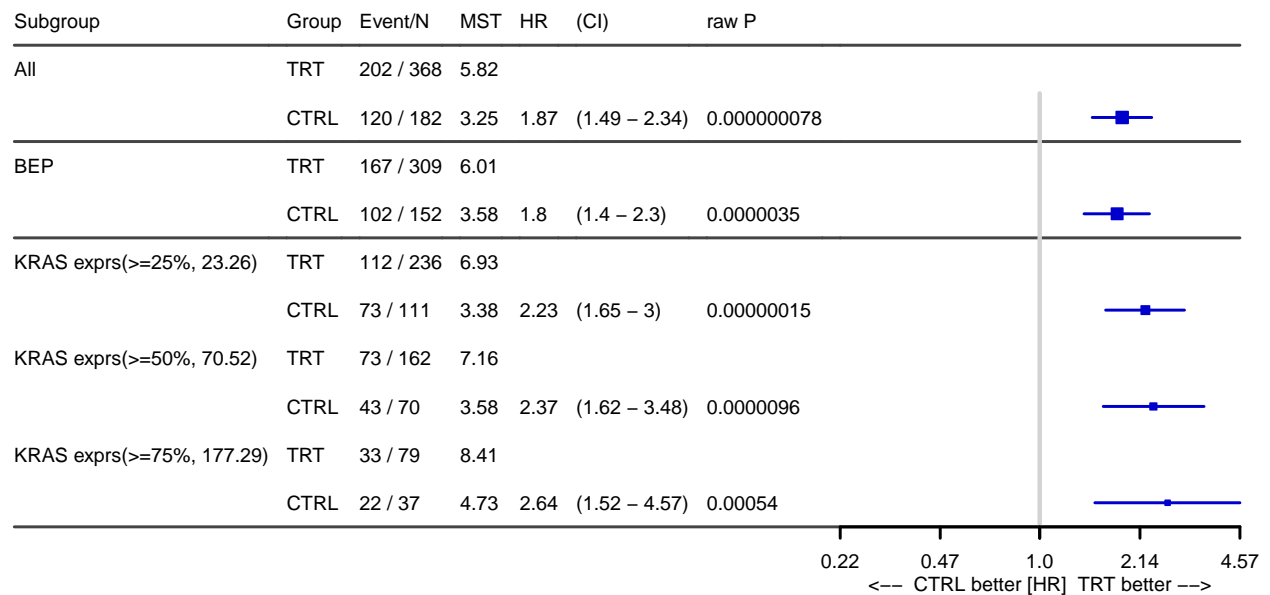 Subgroup Group Event/N MST HR (CI) raw P
All TRT 202 / 368 5.82
CTRL 120 / 182 3.25 1.87 (1.49 − 2.34) 0.000000078
BEP TRT 167 / 309 6.01
CTRL 102 / 152 3.58 1.8 (1.4 − 2.3) 0.0000035
KRAS exprs(>=25%, 23.26) TRT 112 / 236 6.93
CTRL 73 / 111 3.38 2.23 (1.65 − 3) 0.00000015
KRAS exprs(>=50%, 70.52) TRT 73 / 162 7.16
CTRL 43 / 70 3.58 2.37 (1.62 − 3.48) 0.0000096
KRAS exprs(>=75%, 177.29) TRT 33 / 79 8.41
CTRL 22 / 37 4.73 2.64 (1.52 − 4.57) 0.00054
0.22 0.47 1.0 2.14 4.57
<−− CTRL better [HR] TRT better −−>